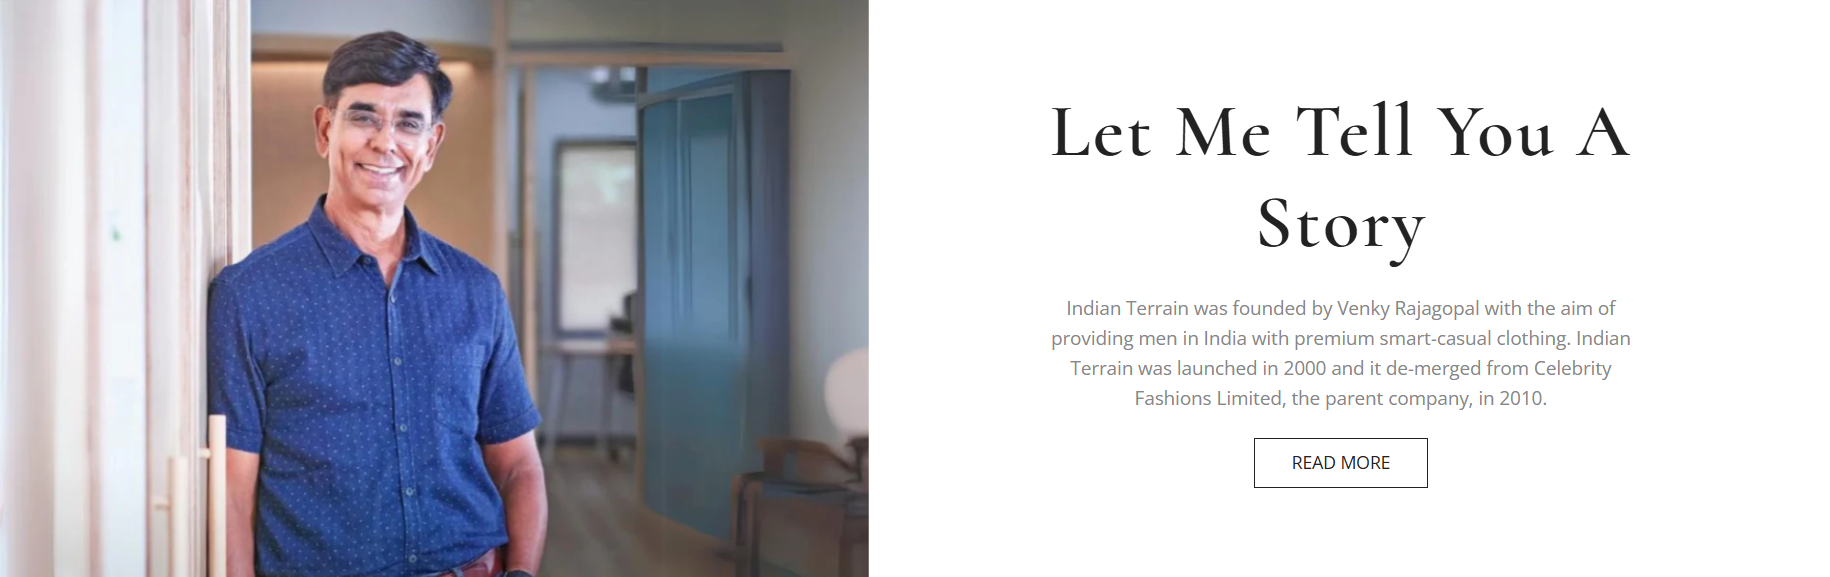 Let Me Tell You A
Story
Indian Terrain was founded by Venky Rajagopal with the aim of
providing men in India with premium smart-casual clothing. Indian
Terrain was launched in 2000 and it de-merged from Celebrity
Fashions Limited, the parent company, in 2010.
READ MORE